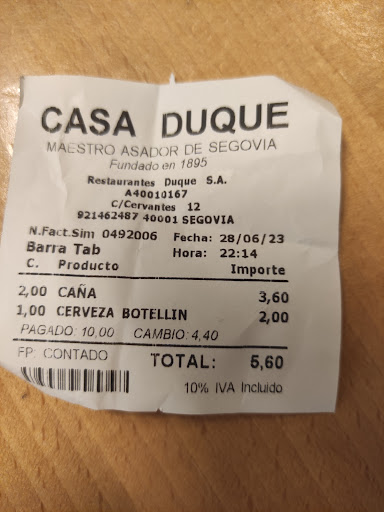 CASA DUQUE
MAESTRO ASADOR DE SEGOVIA
Fundado en 1895
Restaurantes Duque S.A.
A40010167
C/Cervantes 12
921462487 40001 SEGOVIA
N.Fact.Sim 0492006 Fecha: 28/06/23
Barra Tab Hora: 22:14
C. Producto Importe
2,00 CAÑA 3,60
1,00 CERVEZA BOTELLIN 2,00
PAGADO: 10,00 CAMBIO: 4,40
FP: CONTADO TOTAL: 5,60
10% IVA Incluido